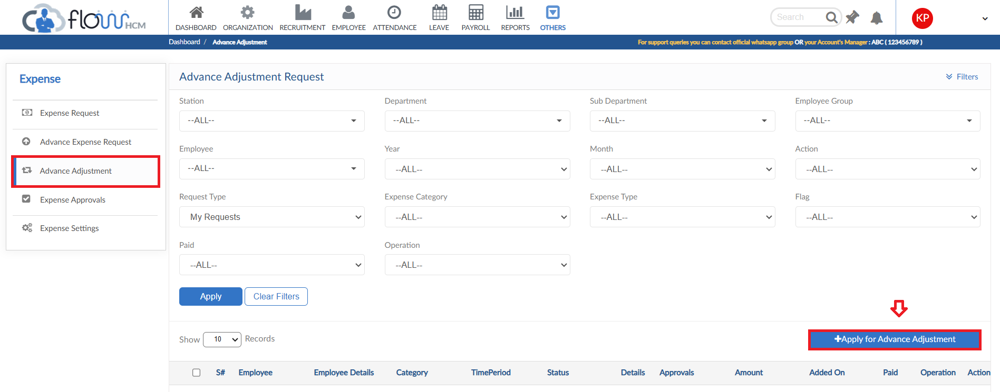 flowHCM
DASHBOARD ORGANIZATION RECRUITMENT EMPLOYEE ATTENDANCE LEAVE PAYROLL REPORTS OTHERS
Search
KP
Dashboard / Advance Adjustment
For support queries you can contact official whatsapp group OR your Account's Manager : ABC ( 123456789 )
Expense
Expense Request
Advance Expense Request
Advance Adjustment
Expense Approvals
Expense Settings
Advance Adjustment Request
Filters
Station Department Sub Department Employee Group
--ALL-- --ALL-- --ALL-- --ALL--
Employee Year Month Action
--ALL-- --ALL-- --ALL-- --ALL--
Request Type Expense Category Expense Type Flag
My Requests --ALL-- --ALL-- --ALL--
Paid Operation
--ALL-- --ALL--
Apply Clear Filters
Show 10 Records
+Apply for Advance Adjustment
S# Employee Employee Details Category TimePeriod Status Details Approvals Amount Added On Paid Operation Action